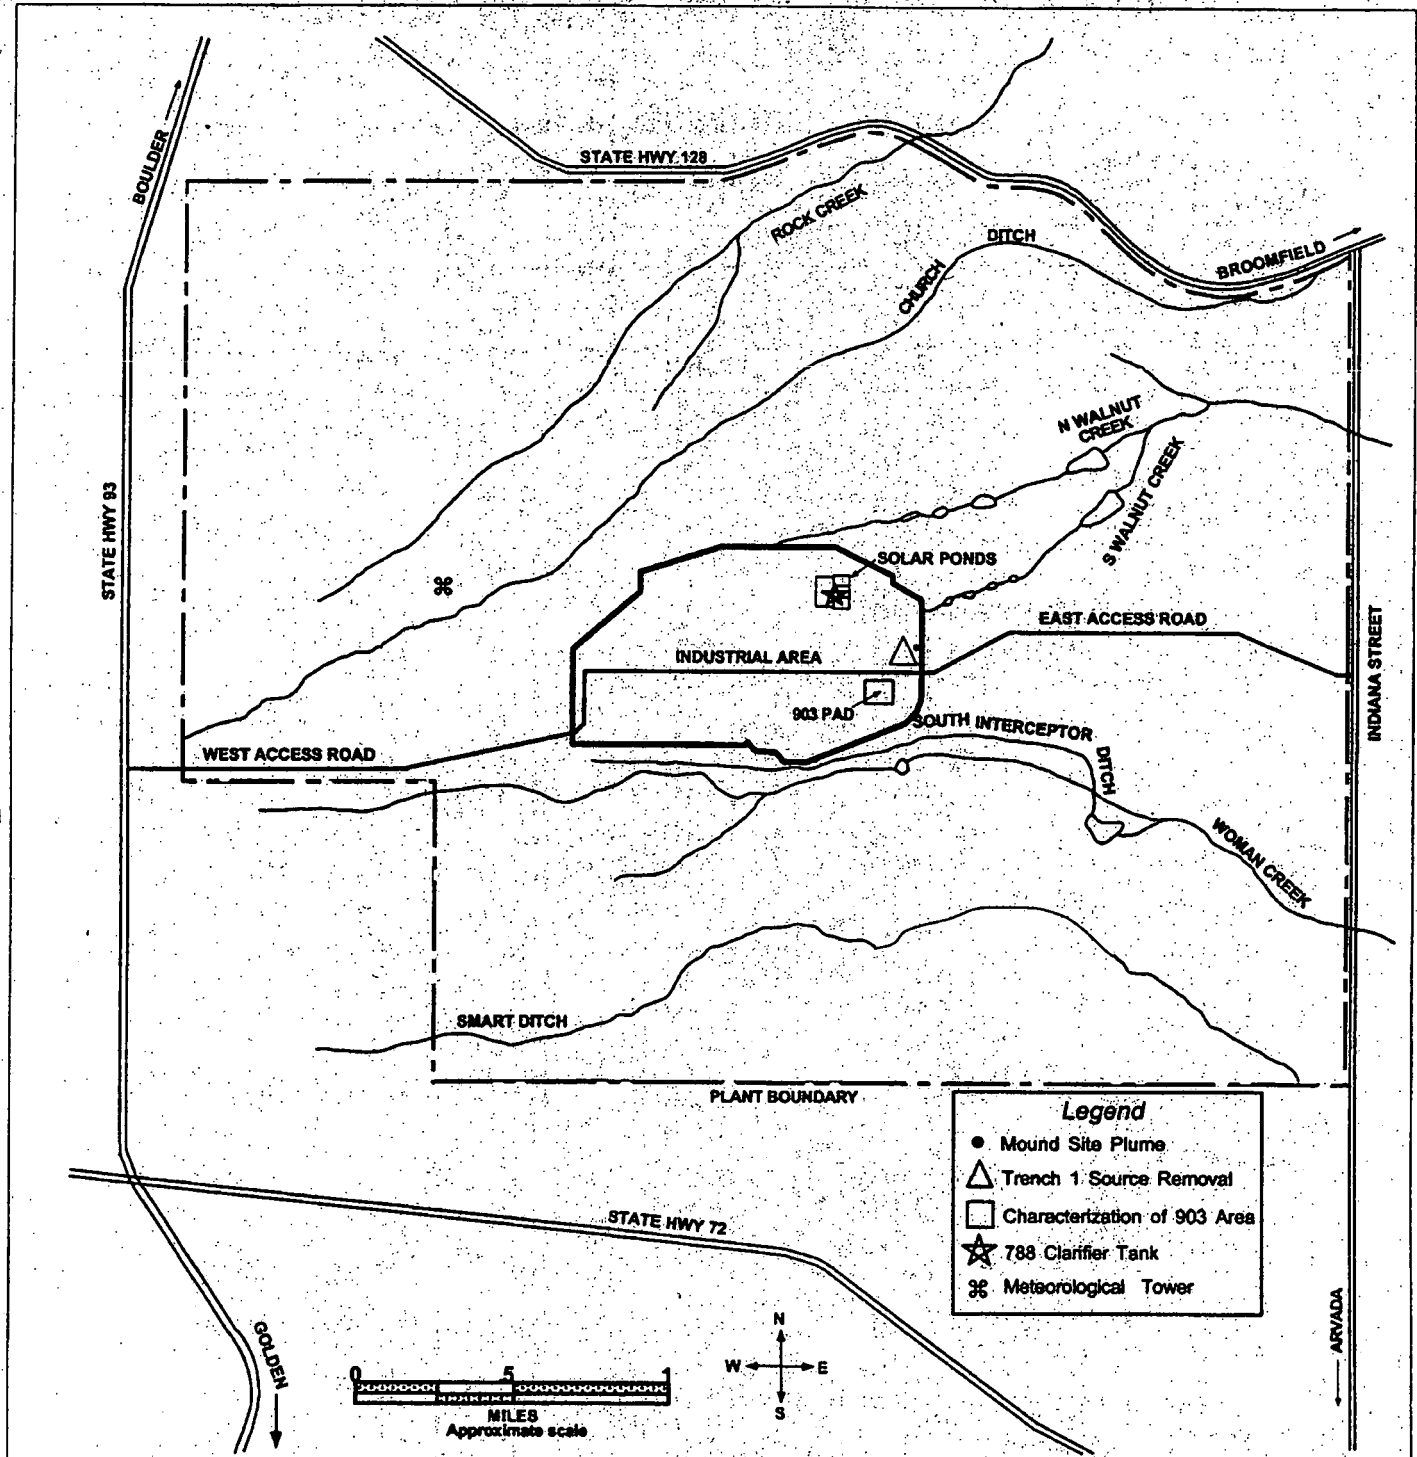 BOULDER
STATE HWY 128
ROCK CREEK
DITCH
CHURCH
BROOMFIELD
N WALNUT
CREEK
S WALNUT CREEK
STATE HWY 93
SOLAR PONDS
EAST ACCESS ROAD
INDUSTRIAL AREA
INDIANA STREET
903 PAD
SOUTH INTERCEPTOR
DITCH
WEST ACCESS ROAD
WOMAN CREEK
SMART DITCH
PLANT BOUNDARY
Legend
Mound Site Plume
Trench 1 Source Removal
Characterization of 903 Area
788 Clarifier Tank
Meteorological Tower
STATE HWY 72
GOLDEN
ARVADA
N
W E
S
0 .5 1
MILES
Approximate scale